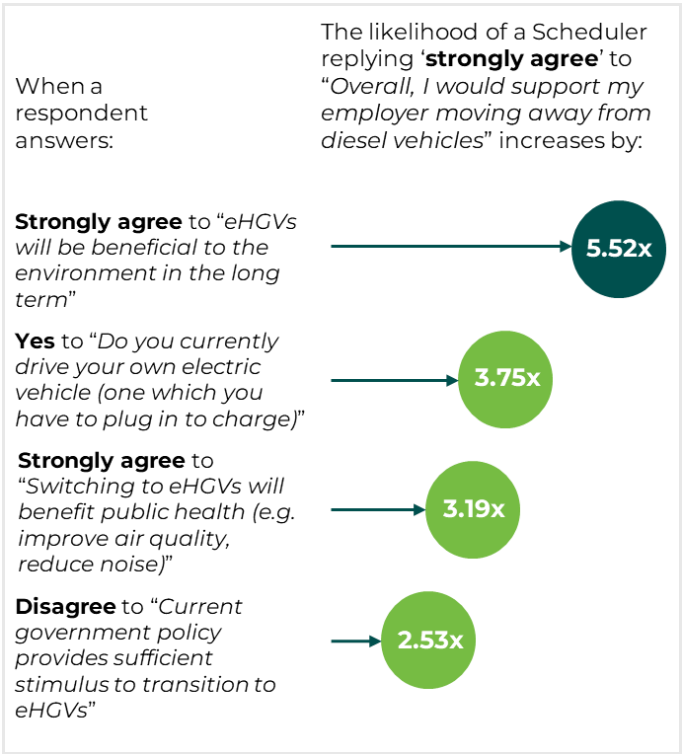 When a
respondent
answers:
The likelihood of a Scheduler
replying ‘strongly agree’ to
“Overall, I would support my
employer moving away from
diesel vehicles” increases by:
Strongly agree to “eHGVs
will be beneficial to the
environment in the long
term”
5.52x
Yes to “Do you currently
drive your own electric
vehicle (one which you
have to plug in to charge)”
3.75x
Strongly agree to
“Switching to eHGVs will
benefit public health (e.g.
improve air quality,
reduce noise)”
3.19x
Disagree to “Current
government policy
provides sufficient
stimulus to transition to
eHGVs”
2.53x